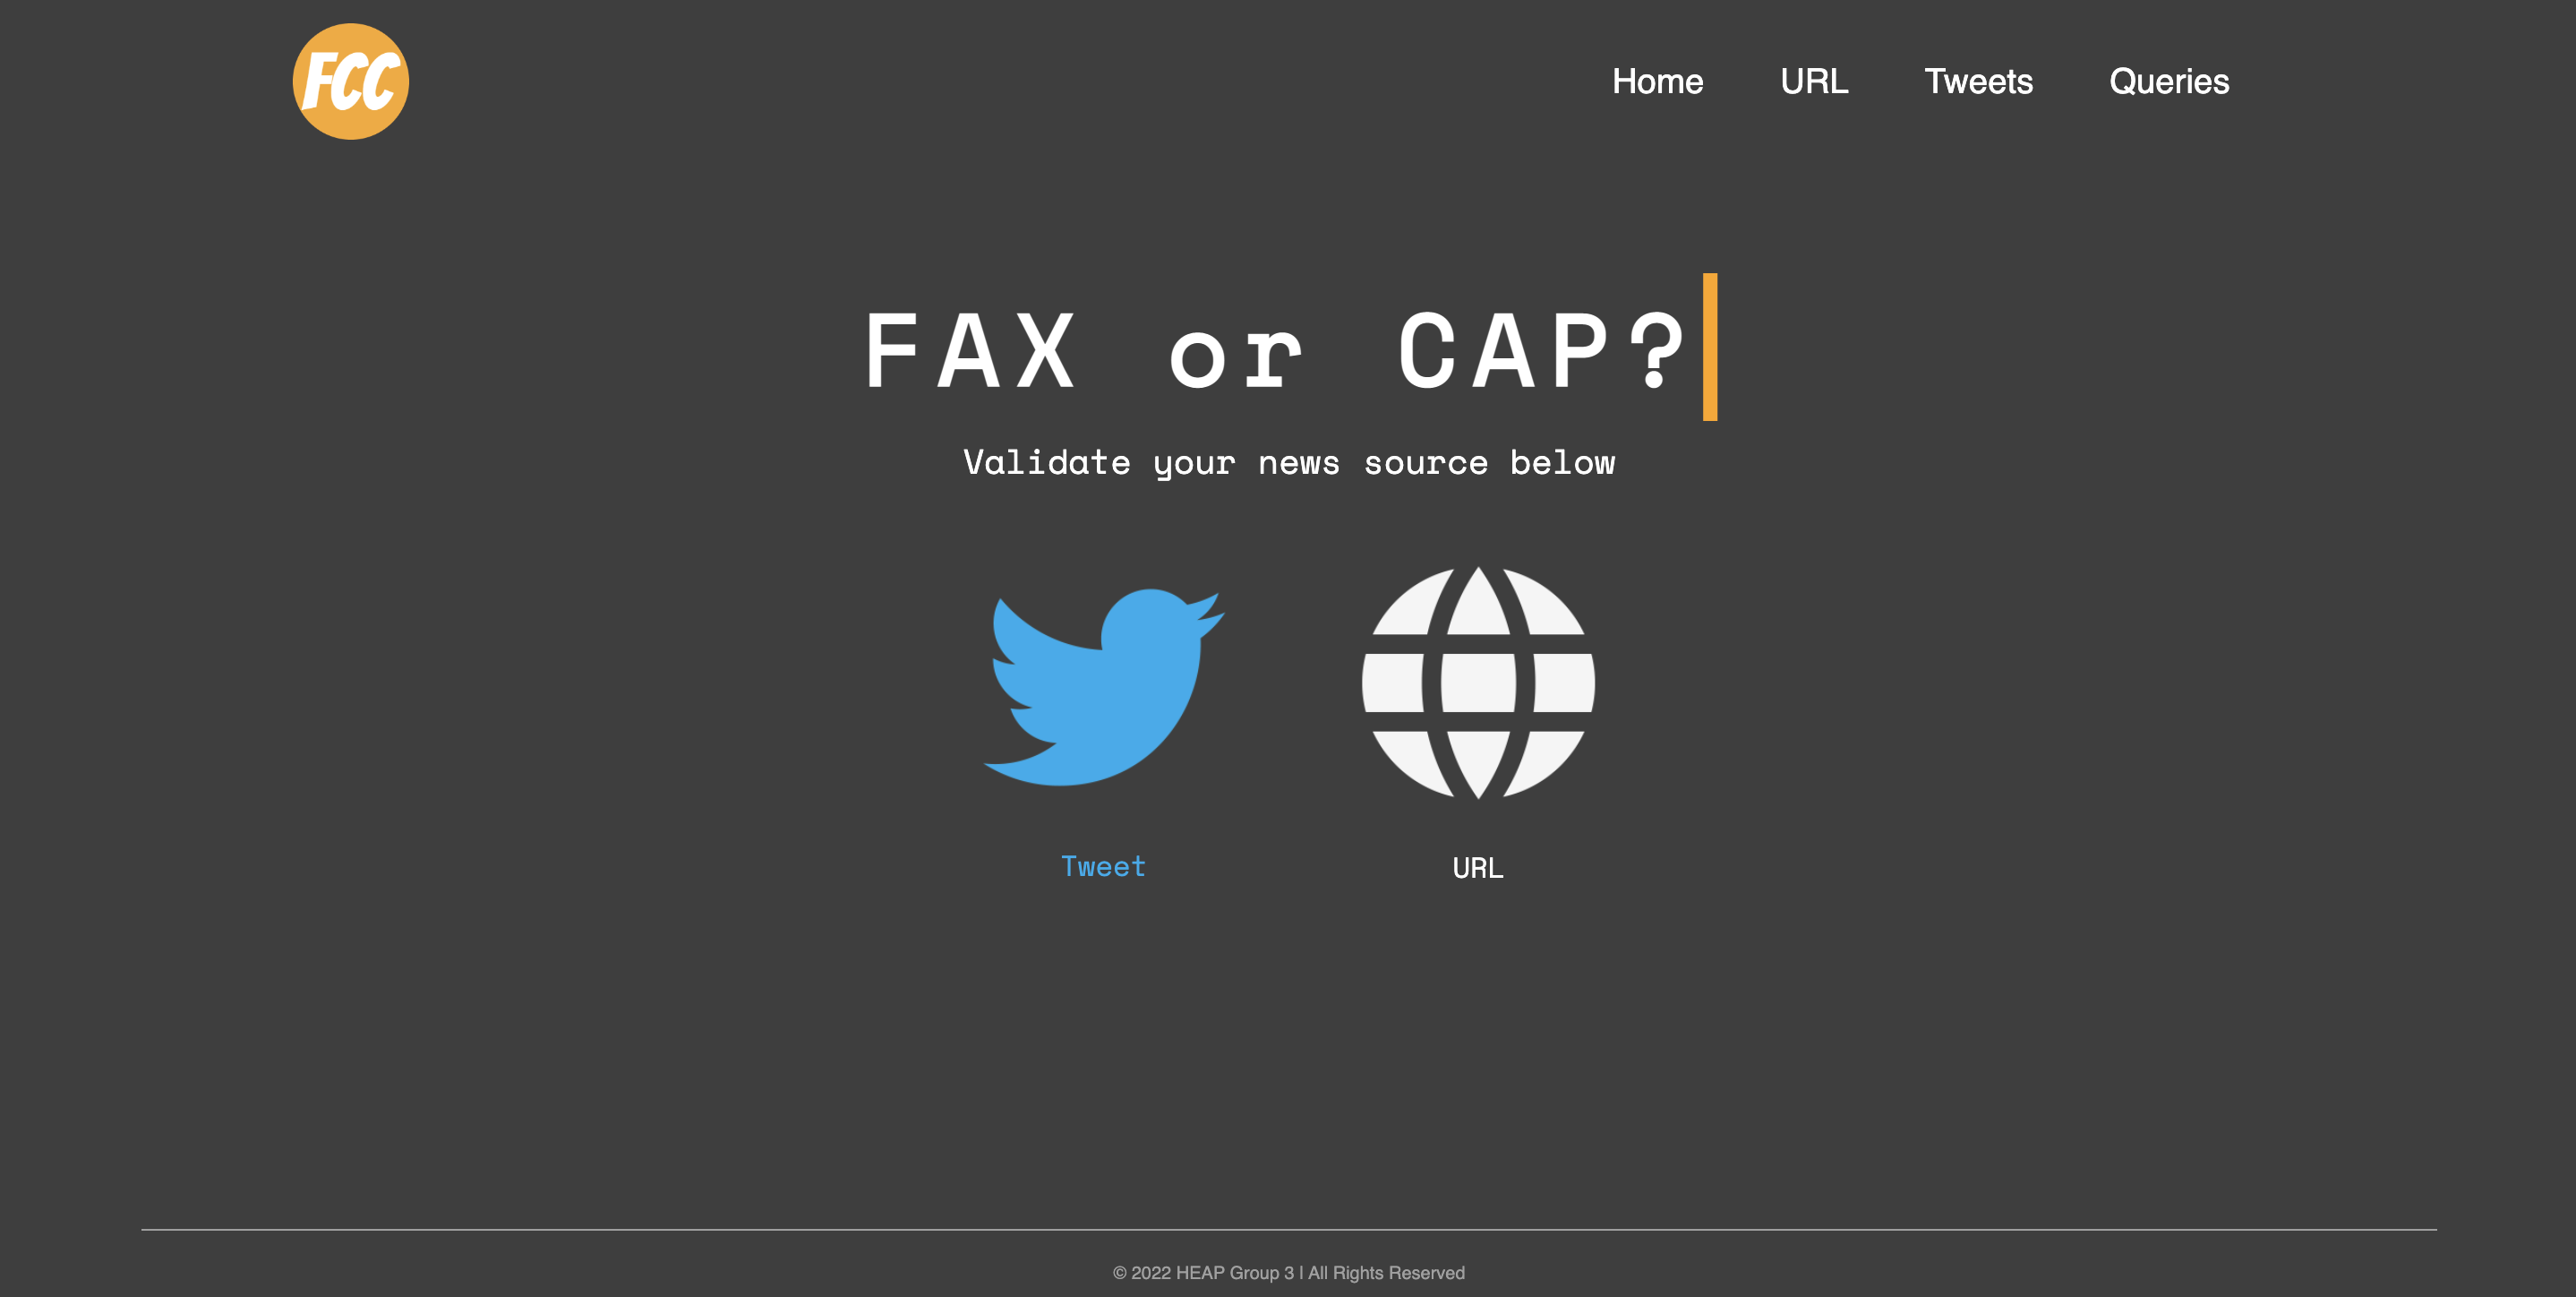 FCC
Home URL Tweets Queries
FAX or CAP?
Validate your news source below
Tweet URL
© 2022 HEAP Group 3 | All Rights Reserved